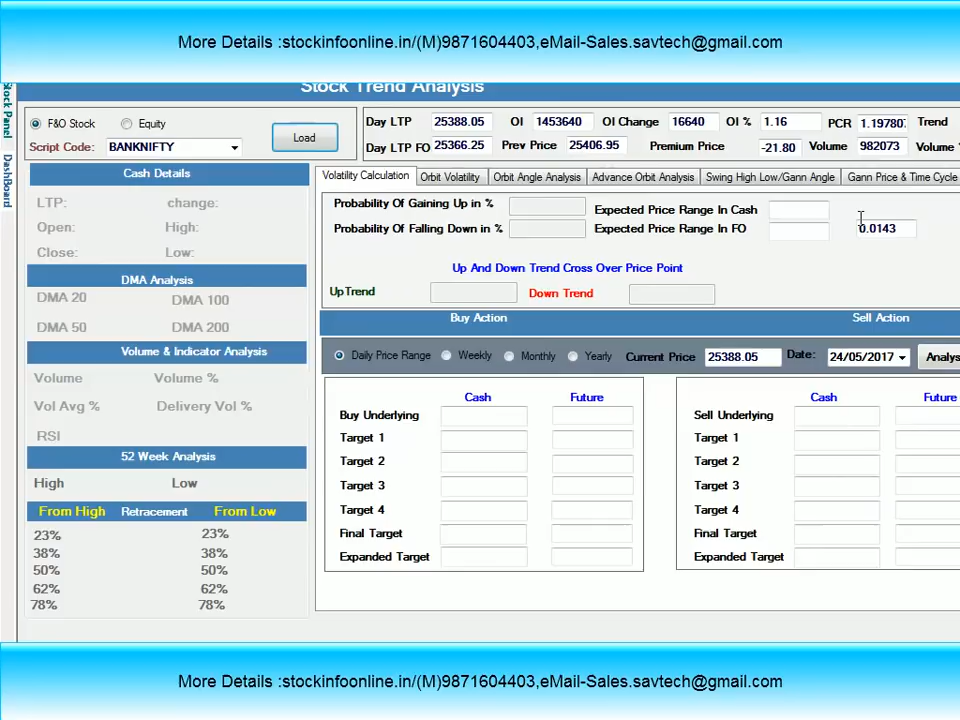 More Details :stockinfoonline.in/(M)9871604403,eMail-Sales.savtech@gmail.com
Stock Trend Analysis
Stock Panel
DashBoard
F&O Stock Equity Load
Script Code: BANKNIFTY
Day LTP 25388.05 OI 1453640 OI Change 16640 OI % 1.16 PCR 1.19780 Trend
Day LTP FO 25366.25 Prev Price 25406.95 Premium Price -21.80 Volume 982073 Volume
Cash Details
LTP: change:
Open: High:
Close: Low:
DMA Analysis
DMA 20 DMA 100
DMA 50 DMA 200
Volume & Indicator Analysis
Volume Volume %
Vol Avg % Delivery Vol %
RSI
52 Week Analysis
High Low
From High Retracement From Low
23% 23%
38% 38%
50% 50%
62% 62%
78% 78%
Volatility Calculation Orbit Volatility Orbit Angle Analysis Advance Orbit Analysis Swing High Low/Gann Angle Gann Price & Time Cycle
Probability Of Gaining Up in % Expected Price Range In Cash
Probability Of Falling Down in % Expected Price Range In FO 0.0143
Up And Down Trend Cross Over Price Point
UpTrend Down Trend
Buy Action Sell Action
Daily Price Range Weekly Monthly Yearly Current Price 25388.05 Date: 24/05/2017 Analys
Cash Future
Buy Underlying
Target 1
Target 2
Target 3
Target 4
Final Target
Expanded Target
Cash Future
Sell Underlying
Target 1
Target 2
Target 3
Target 4
Final Target
Expanded Target
More Details :stockinfoonline.in/(M)9871604403,eMail-Sales.savtech@gmail.com